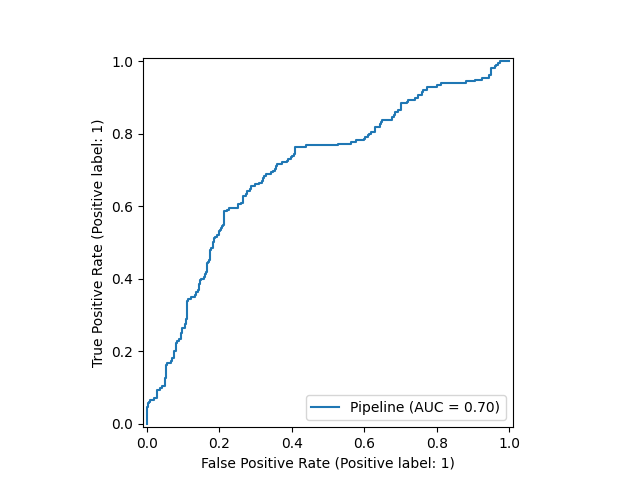 1.0
0.8
0.6
0.4
0.2
0.0
True Positive Rate (Positive label: 1)
Pipeline (AUC = 0.70)
0.0 0.2 0.4 0.6 0.8 1.0
False Positive Rate (Positive label: 1)